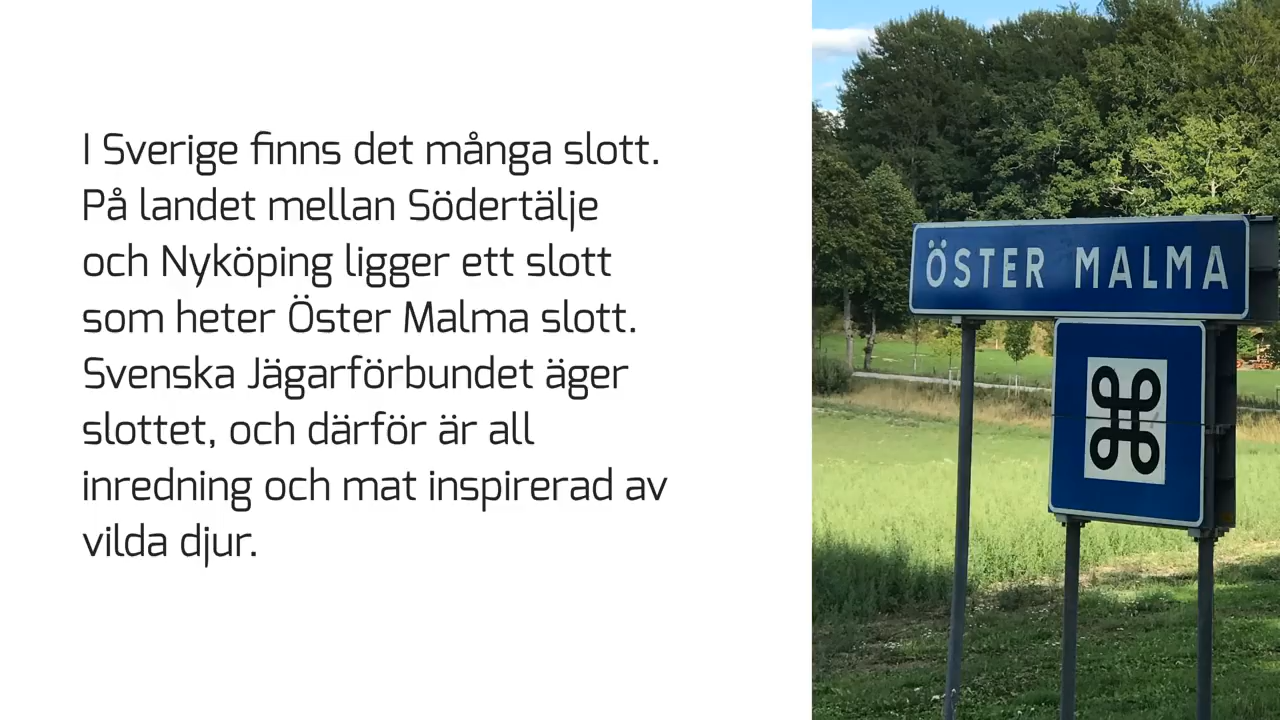 I Sverige finns det många slott.
På landet mellan Södertälje
och Nyköping ligger ett slott
som heter Öster Malma slott.
Svenska Jägarförbundet äger
slottet, och därför är all
inredning och mat inspirerad av
vilda djur.
ÖSTER MALMA